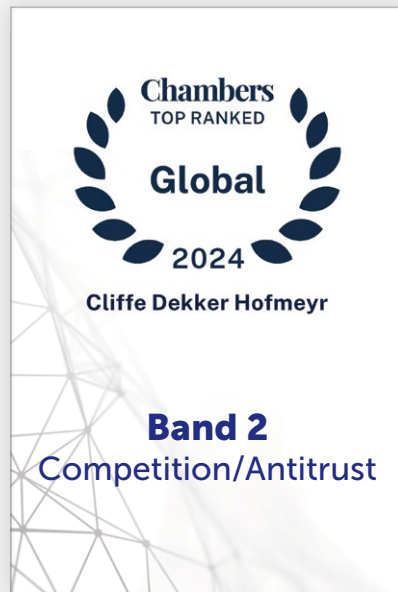 Chambers
TOP RANKED
Global
2024
Cliffe Dekker Hofmeyr
Band 2
Competition/Antitrust